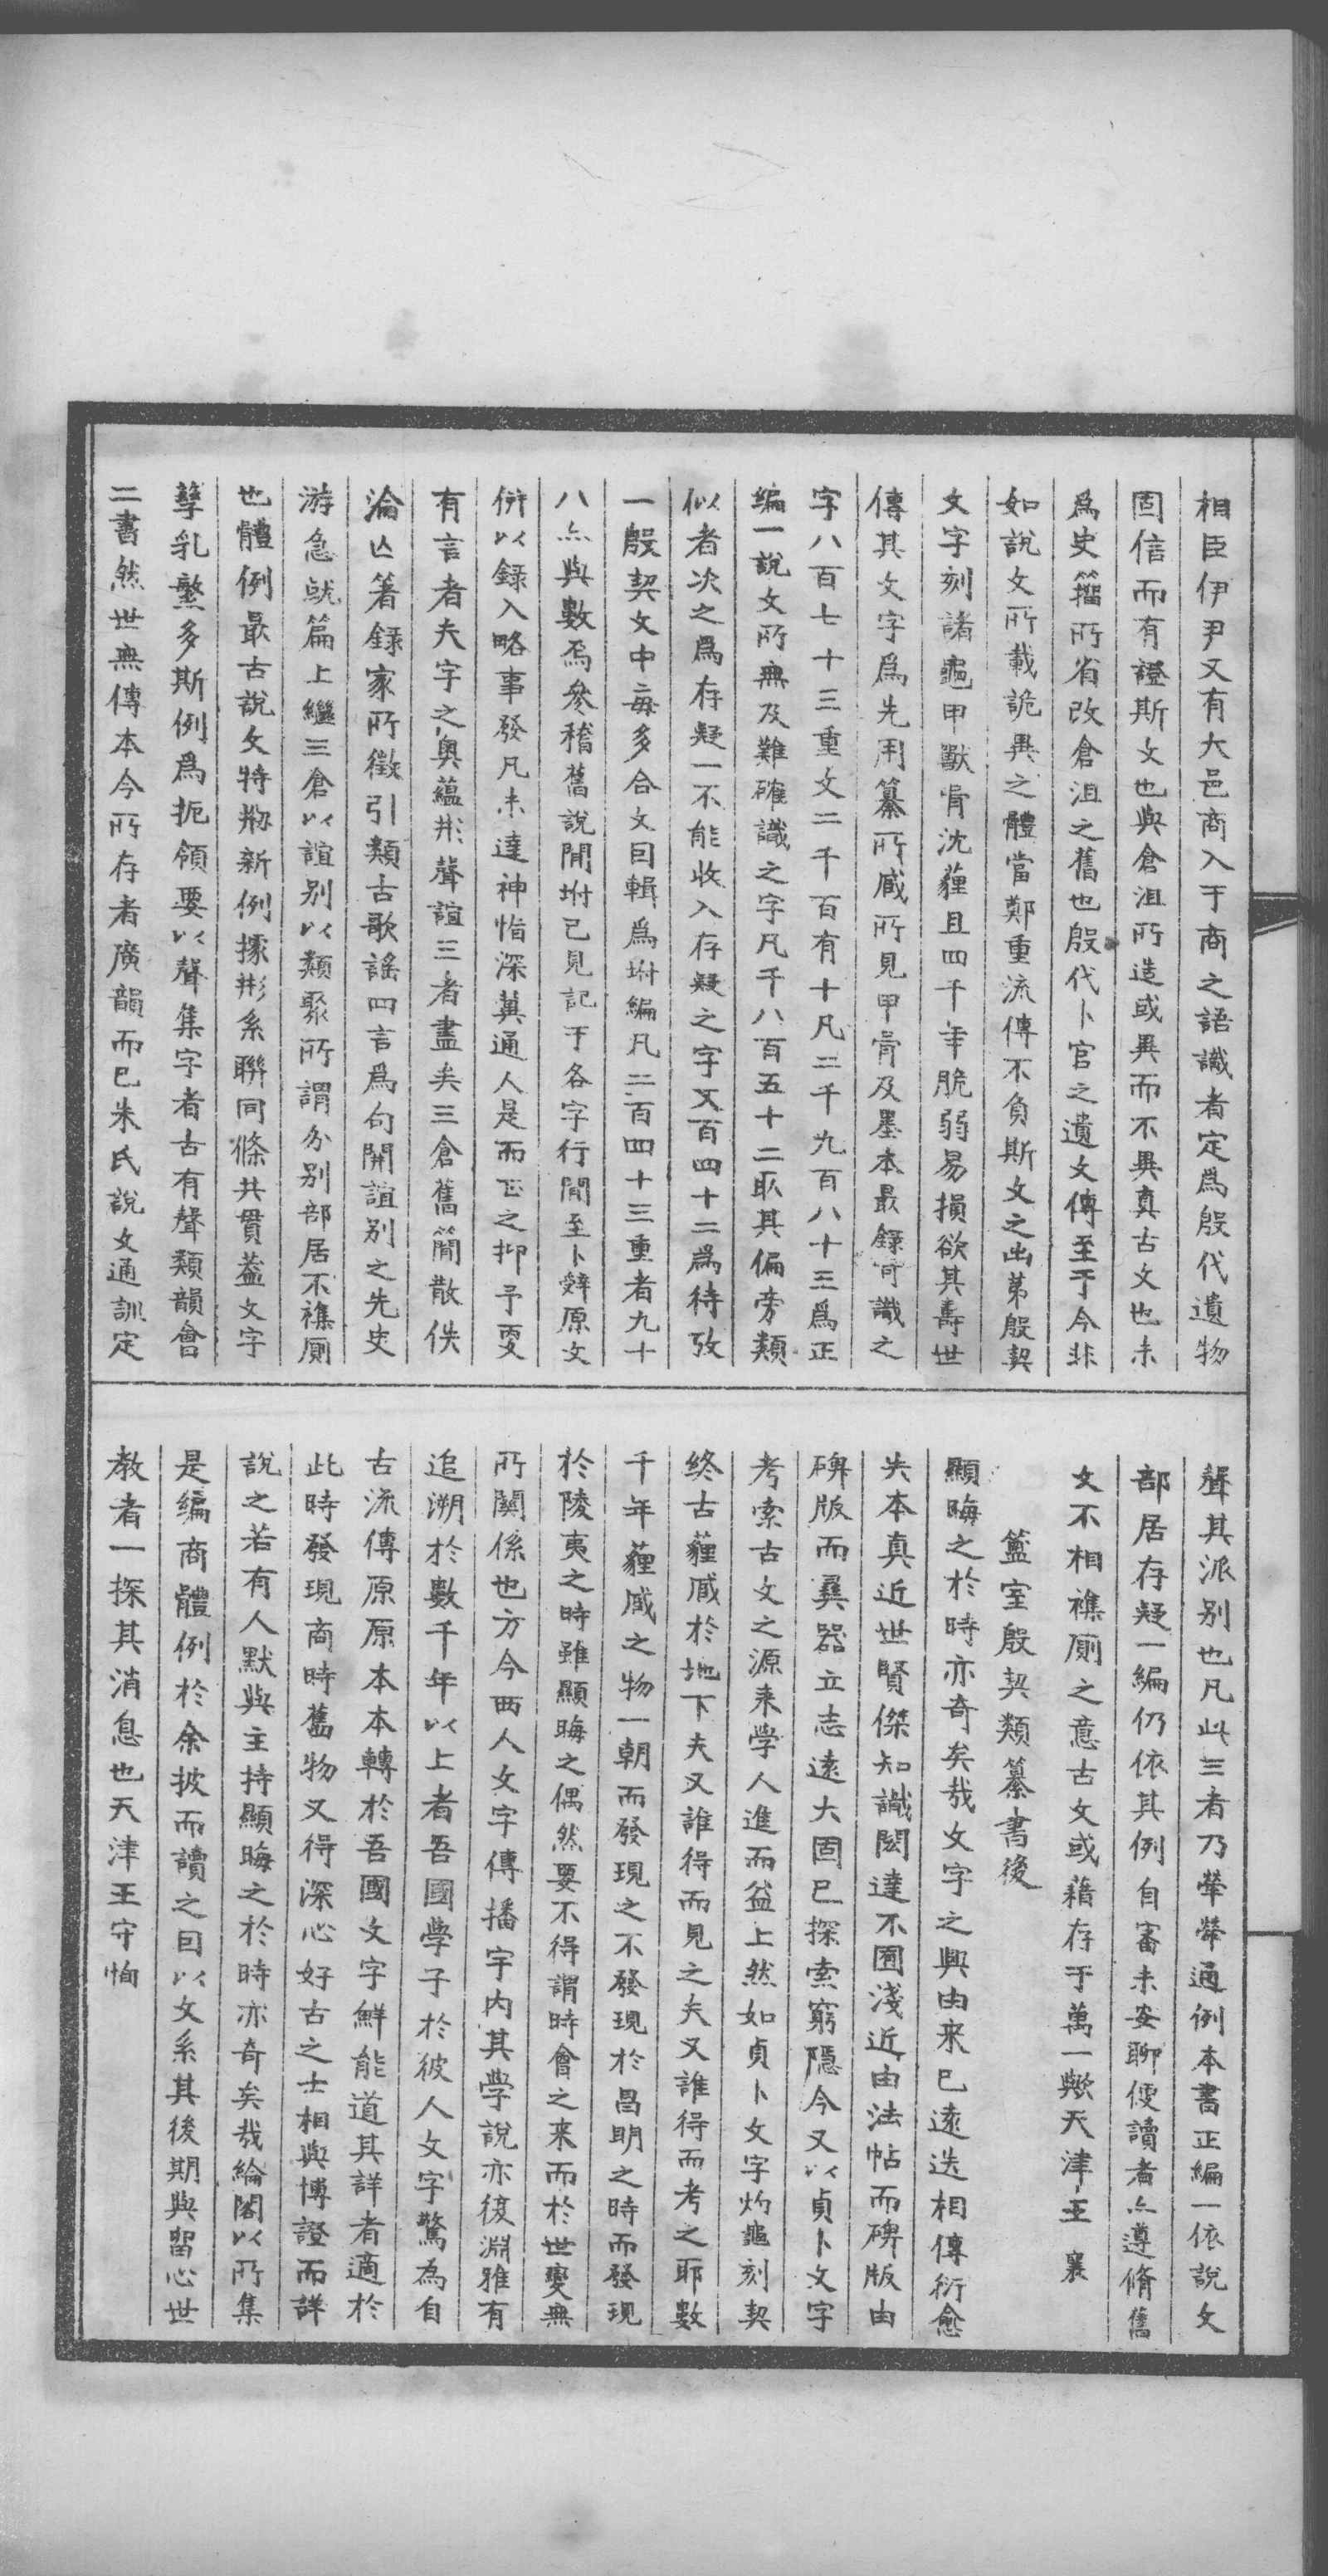 相臣伊尹又有大邑商入于商之語識者定爲殷代遺物
固信而有證斯文也與倉沮所造或異而不異真古文也未
爲史籀所省改倉沮之舊也殷代卜官之遺文傳至于今非
如說文所載詭異之體當鄭重流傳不負斯文之出苐殷契
文字刻諸龜甲獸骨沈薶且四千年脆弱易損欲其壽世
傳其文字爲先用纂所臧所見甲骨及墨本最錄可識之
字八百七十三重文二千百有十凡二千九百八十三爲正
編一說文所無及難確識之字凡千八百五十二取其偏旁類
似者次之爲存疑一不能收入存疑之字又百四十二爲待攷
一殷契文中每多合文囙輯爲坿編凡二百四十三重者九十
八亦與數焉參稽舊說閒坿己見記于各字行閒至卜辤原文
倂以錄入略事發凡未達神恉深蘄通人是而正之抑予更
有言者夫字之奧蘊形聲誼三者盡矣三倉舊簡散佚
淪亾著錄家所徵引類古歌謠四言爲句開誼別之先史
游急就篇上繼三倉以誼別以類聚所謂分別部居不襍厠
也體例最古說文特剏新例據形系聯同條共貫葢文字
孳乳繁多斯例爲扼領要以聲集字者古有聲類韻會
二書然世無傳本今所存者廣韻而已朱氏說文通訓定
聲其派別也凡此三者乃犖犖通例本書正編一依說文
部居存疑一編仍依其例自審未安聊便讀者亦遵脩舊
文不相襍厠之意古文或藉存于萬一歟天津王 襄
簠室殷契類纂書後
顯晦之於時亦奇矣哉文字之興由來已遠迭相傳衍愈
失本真近世賢傑知識閎達不囿淺近由法帖而碑版由
碑版而彝器立志遠大固已探索窮隱今又以貞卜文字
考索古文之源来学人進而益上然如貞卜文字灼龜刻契
終古薶臧於地下夫又誰得而見之夫又誰得而考之耶數
千年薶臧之物一朝而發現之不發現於昌明之時而發現
於陵夷之時雖顯晦之偶然要不得謂時會之来而於世變無
所關係也方今西人文字傳播宇內其學說亦復淵雅有
追溯於數千年以上者吾國學子於彼人文字驚為自
古流傳原原本本轉於吾國文字鮮能道其詳者適於
此時發現商時舊物又得深心好古之士相與博證而詳
說之若有人默與主持顯晦之於時亦奇矣哉綸閣以所集
是編商體例於余披而讀之囙以文系其後期與留心世
教者一探其消息也天津王守恂